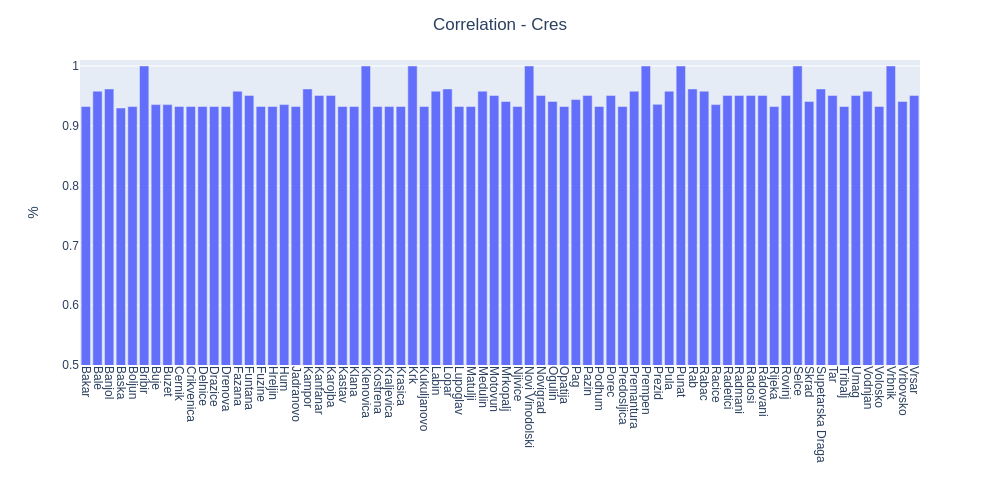 Correlation - Cres
1
0.9
0.8
0.7
0.6
0.5
%
Bakar
Bale
Banjol
Baska
Boljun
Bribir
Buje
Buzet
Cernik
Crikvenica
Delnice
Drazice
Drenova
Fazana
Funtana
Fuzine
Hreljin
Hum
Jadranovo
Kampor
Kanfanar
Karojba
Kastav
Klana
Klenovica
Kostrena
Kraljevica
Krasica
Krk
Kukuljanovo
Labin
Lopar
Lupoglav
Matulji
Medulin
Motovun
Mrkopalj
Njivice
Novi Vinodolski
Novigrad
Ogulin
Opatija
Pag
Pazin
Podhum
Porec
Predosljica
Premantura
Prempen
Prezid
Pula
Punat
Rab
Rabac
Racice
Radetici
Radmani
Radosi
Radovani
Rijeka
Rovinj
Selce
Skrad
Supetarska Draga
Tar
Tribalj
Umag
Vodnjan
Volosko
Vrbnik
Vrbovsko
Vrsar